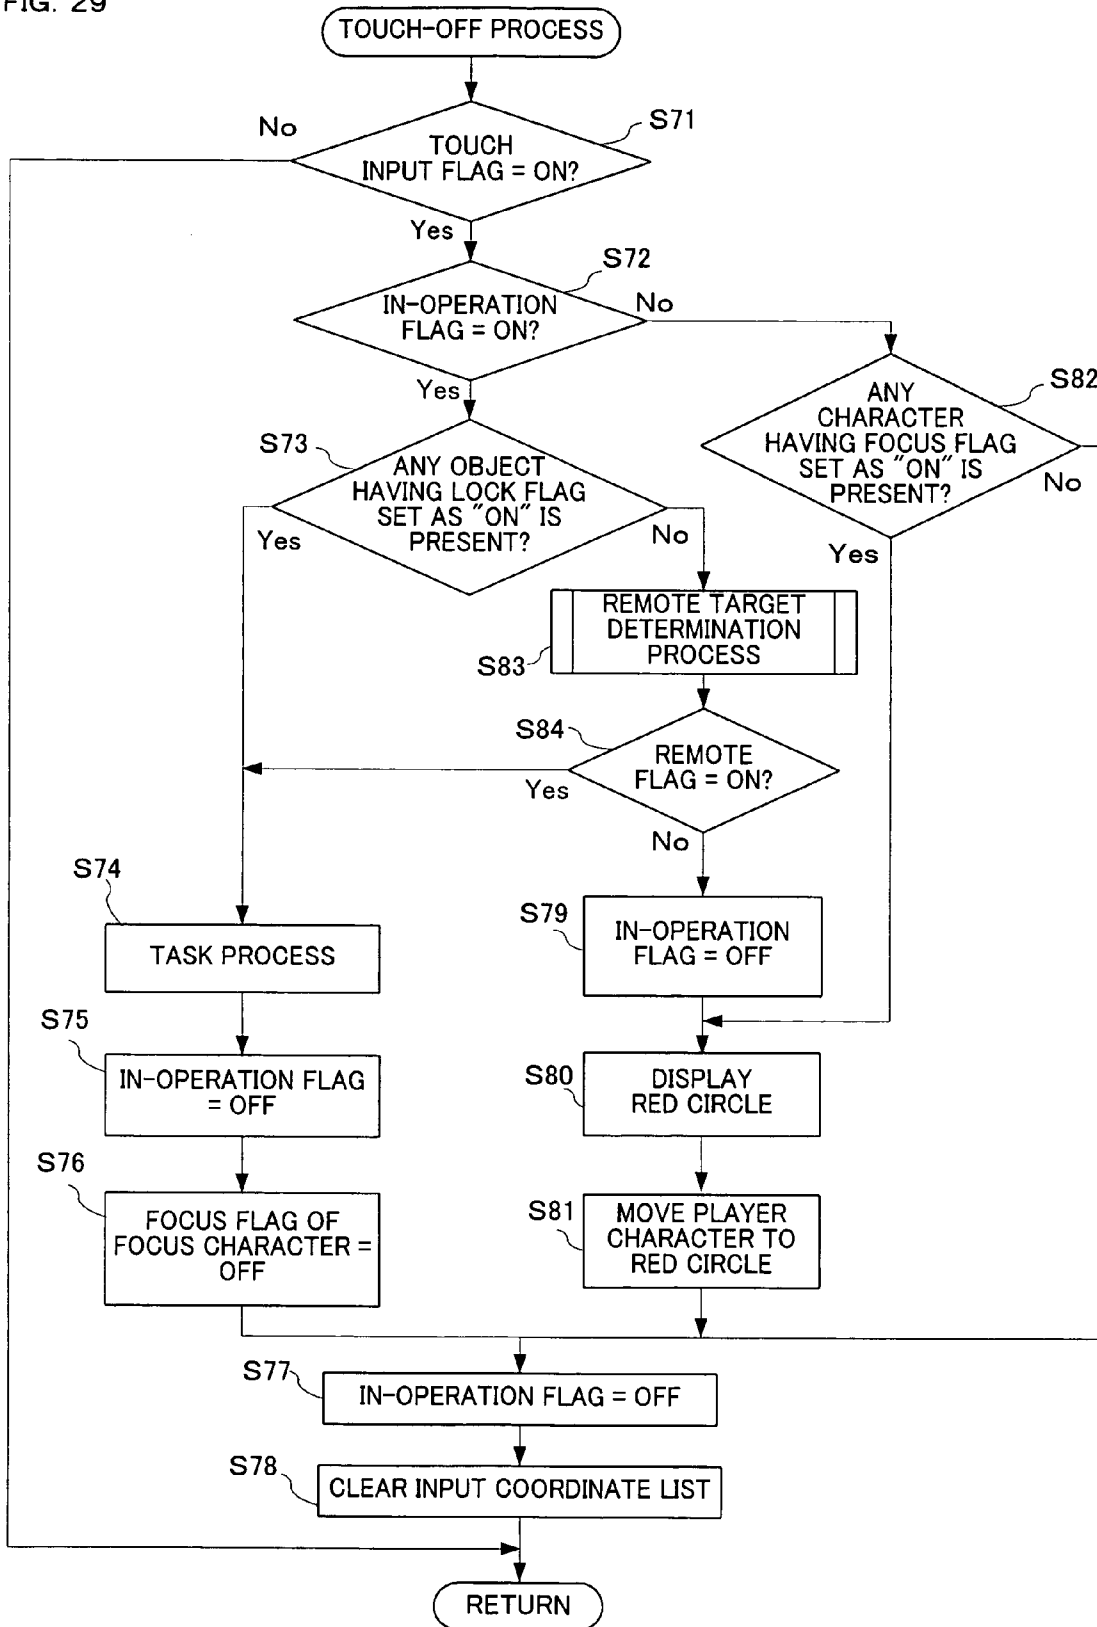 FIG. 29
TOUCH-OFF PROCESS
S71
No
TOUCH
INPUT FLAG = ON?
Yes
S72
No
IN-OPERATION
FLAG = ON?
Yes
S82
ANY
CHARACTER
HAVING FOCUS FLAG
SET AS "ON" IS
PRESENT?
No
Yes
S73
ANY OBJECT
HAVING LOCK FLAG
SET AS "ON" IS
PRESENT?
Yes
No
REMOTE TARGET
DETERMINATION
PROCESS
S83
S84
REMOTE
FLAG = ON?
Yes
No
S74
TASK PROCESS
S79
IN-OPERATION
FLAG = OFF
S75
IN-OPERATION FLAG
= OFF
S80
DISPLAY
RED CIRCLE
S76
FOCUS FLAG OF
FOCUS CHARACTER =
OFF
S81
MOVE PLAYER
CHARACTER TO
RED CIRCLE
S77
IN-OPERATION FLAG = OFF
S78
CLEAR INPUT COORDINATE LIST
RETURN